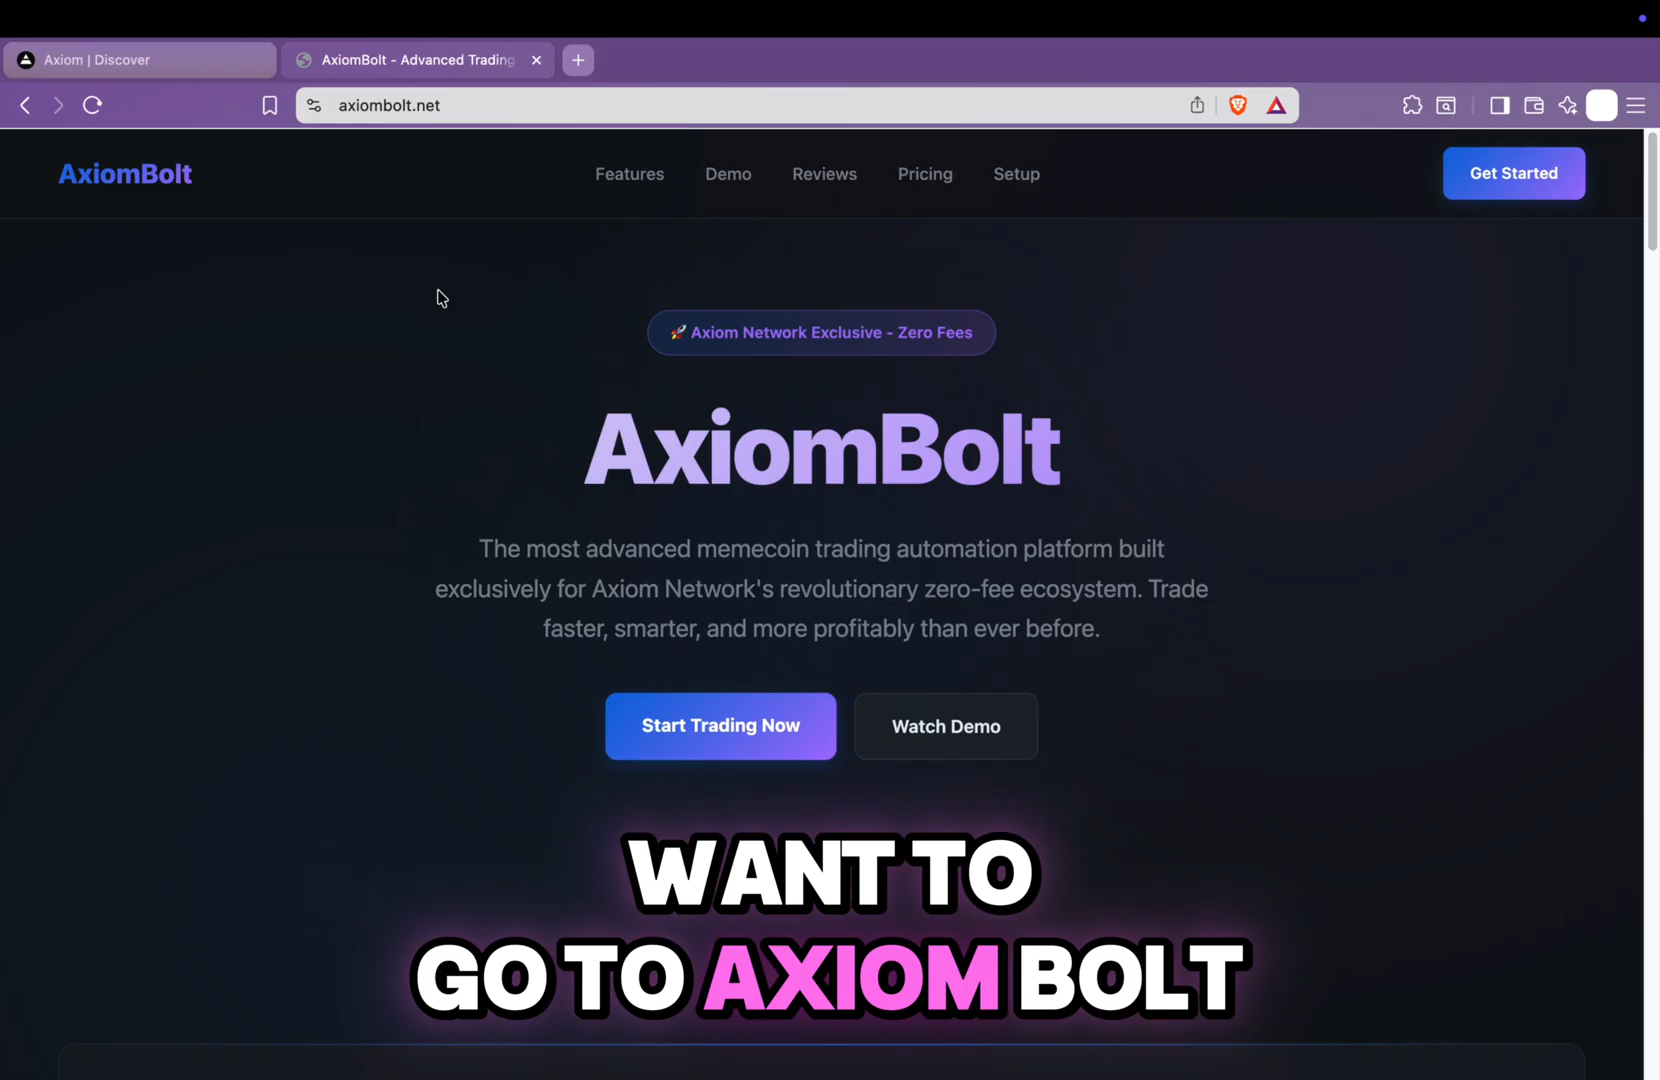 Axiom | Discover
AxiomBolt - Advanced Trading
axiombolt.net
AxiomBolt
Features
Demo
Reviews
Pricing
Setup
Get Started
🚀 Axiom Network Exclusive - Zero Fees
AxiomBolt
The most advanced memecoin trading automation platform built
exclusively for Axiom Network's revolutionary zero-fee ecosystem. Trade
faster, smarter, and more profitably than ever before.
Start Trading Now
Watch Demo
WANT TO
GO TO AXIOM BOLT